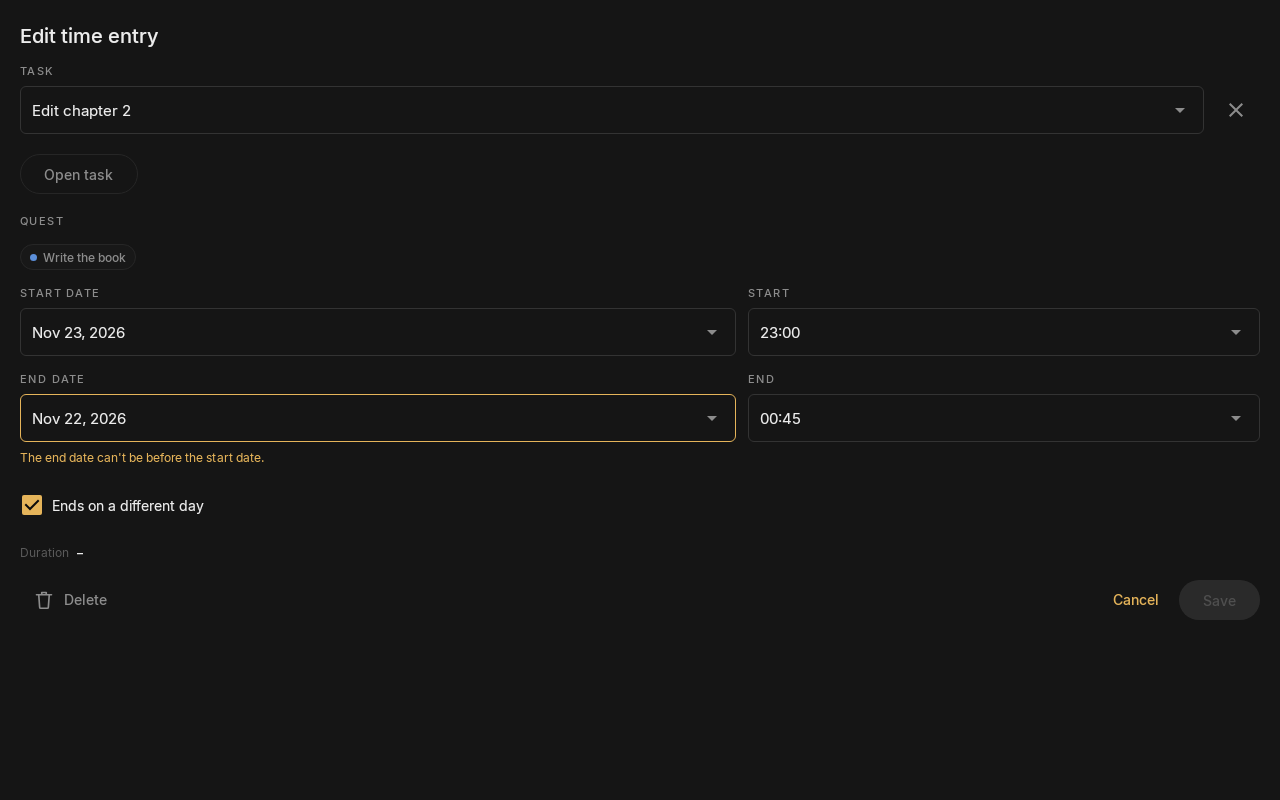 Edit time entry
TASK
Edit chapter 2
Open task
QUEST
Write the book
START DATE
START
Nov 23, 2026
23:00
END DATE
END
Nov 22, 2026
00:45
The end date can't be before the start date.
Ends on a different day
Duration –
Delete
Cancel
Save